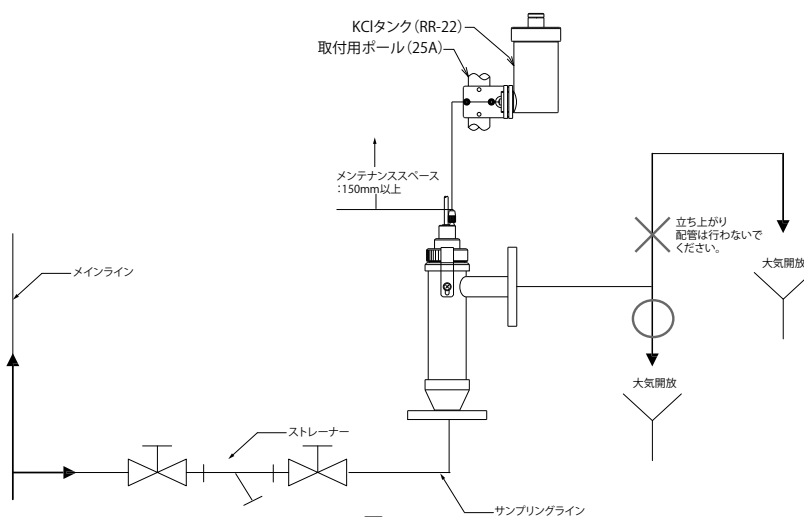 KClタンク（RR-22）
取付用ポール（25A）
メンテナンススペース
：150mm以上
立ち上がり
配管は行わないで
ください。
大気開放
メインライン
大気開放
ストレーナー
サンプリングライン